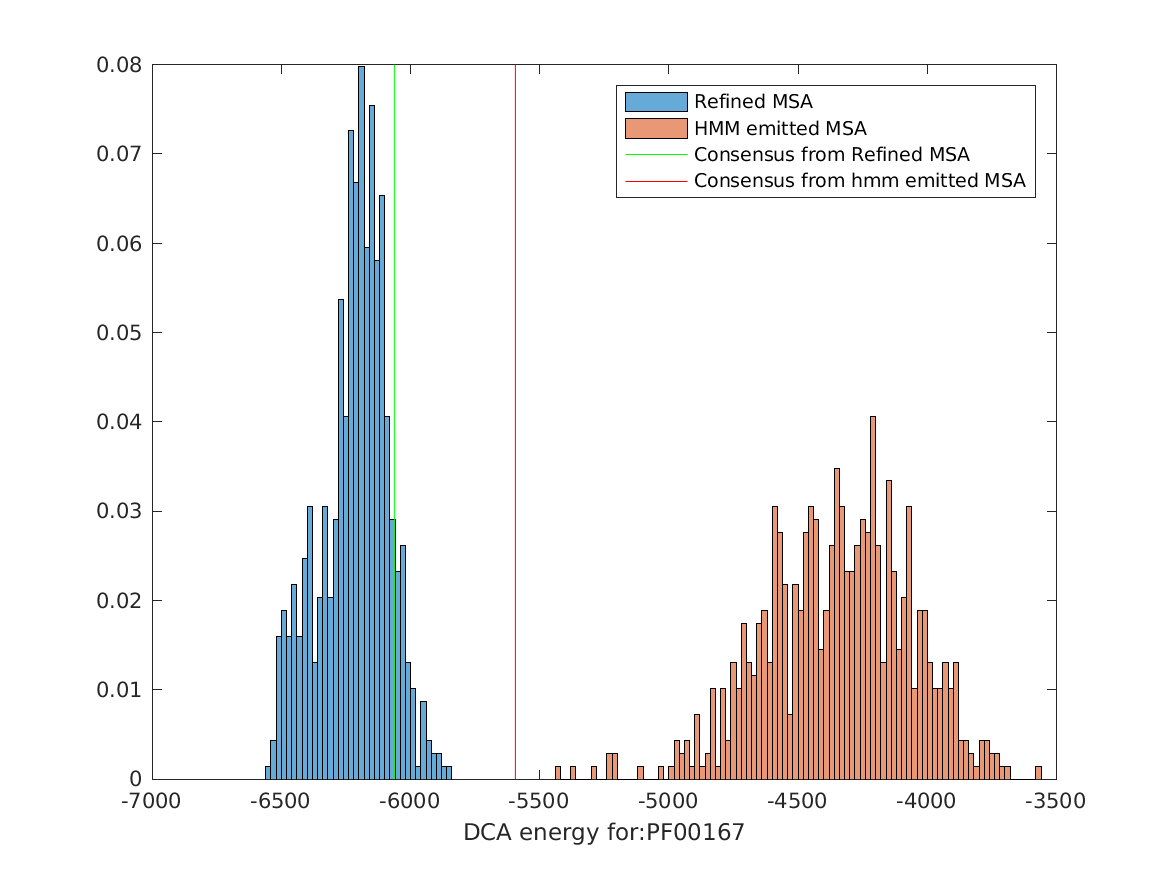 0.08
0.07
0.06
0.05
0.04
0.03
0.02
0.01
0
Refined MSA
HMM emitted MSA
Consensus from Refined MSA
Consensus from hmm emitted MSA
-7000 -6500 -6000 -5500 -5000 -4500 -4000 -3500
DCA energy for:PF00167